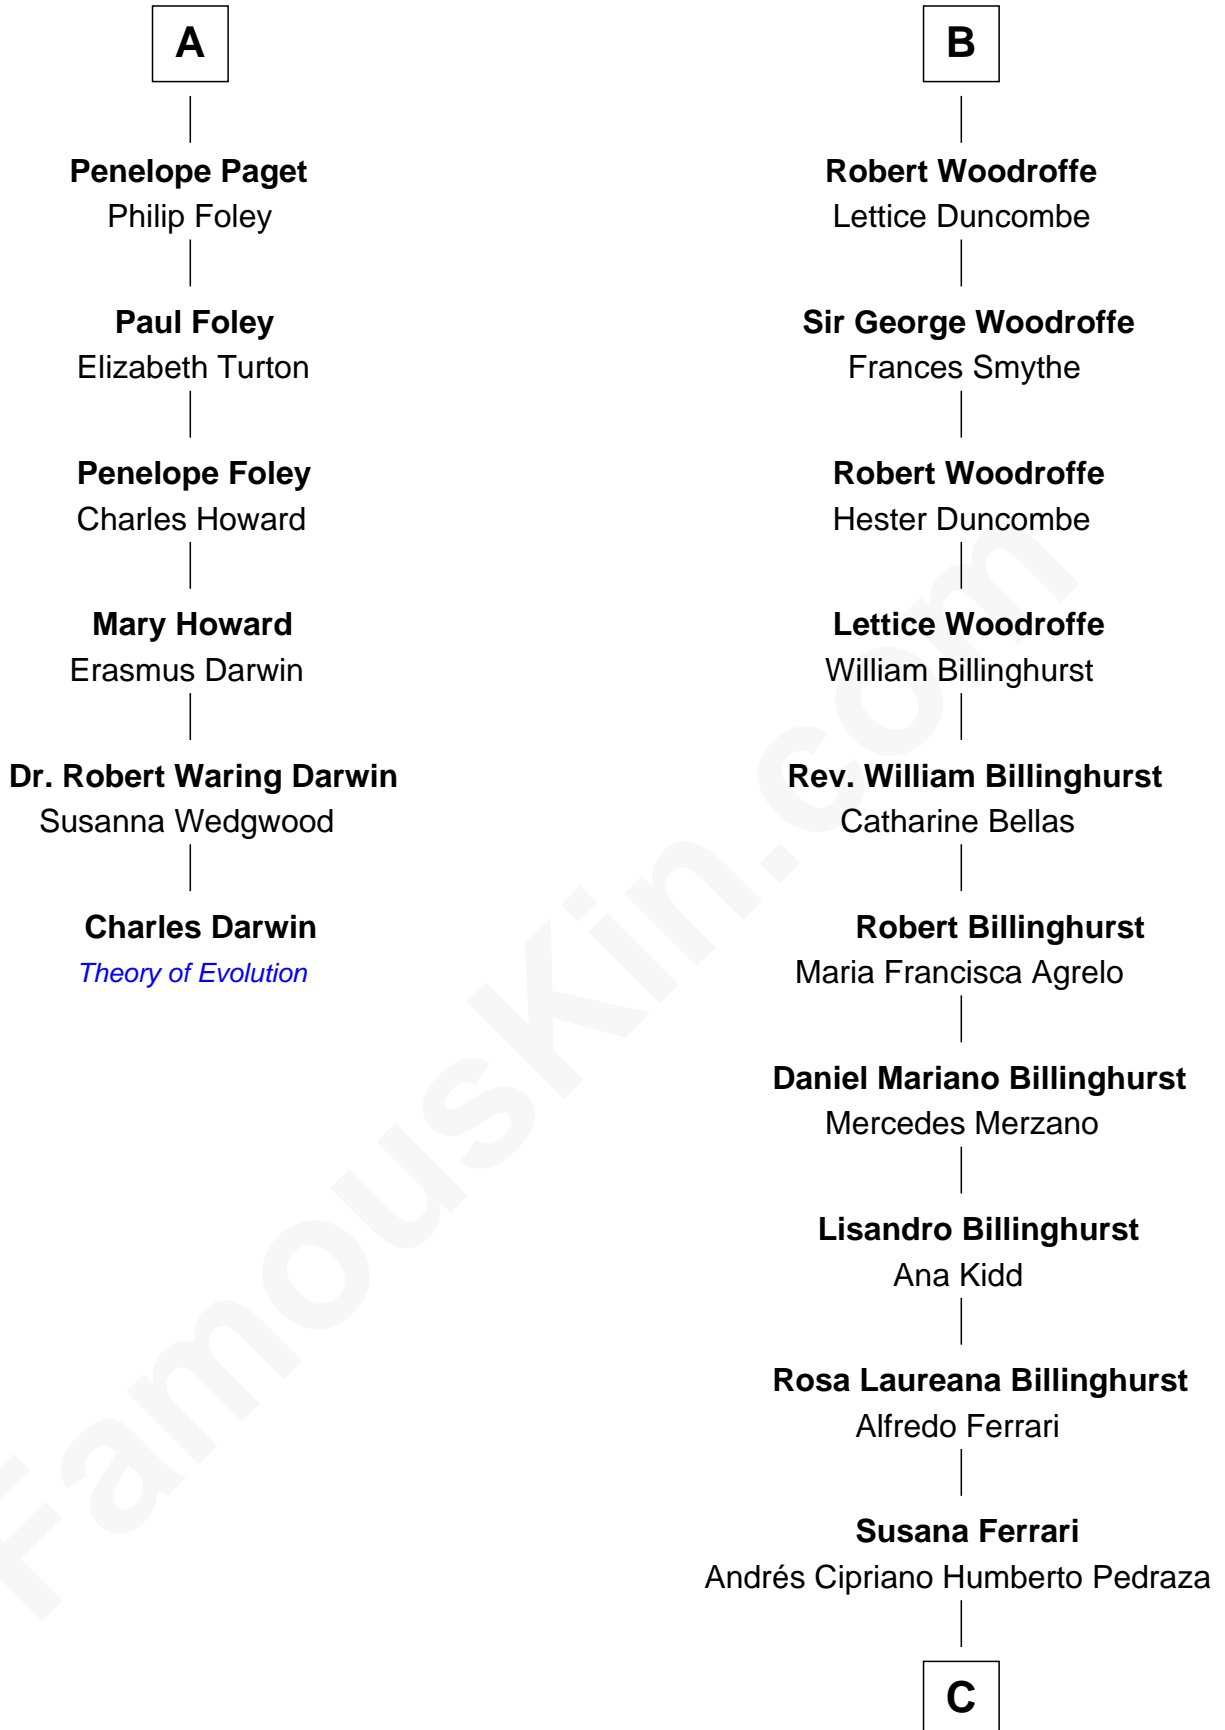 A
Penelope Paget
Philip Foley
Paul Foley
Elizabeth Turton
Penelope Foley
Charles Howard
Mary Howard
Erasmus Darwin
Dr. Robert Waring Darwin
Susanna Wedgwood
Charles Darwin
Theory of Evolution
B
Robert Woodroffe
Lettice Duncombe
Sir George Woodroffe
Frances Smythe
Robert Woodroffe
Hester Duncombe
Lettice Woodroffe
William Billinghurst
Rev. William Billinghurst
Catharine Bellas
Robert Billinghurst
Maria Francisca Agrelo
Daniel Mariano Billinghurst
Mercedes Merzano
Lisandro Billinghurst
Ana Kidd
Rosa Laureana Billinghurst
Alfredo Ferrari
Susana Ferrari
Andrés Cipriano Humberto Pedraza
C
FamousKin.com